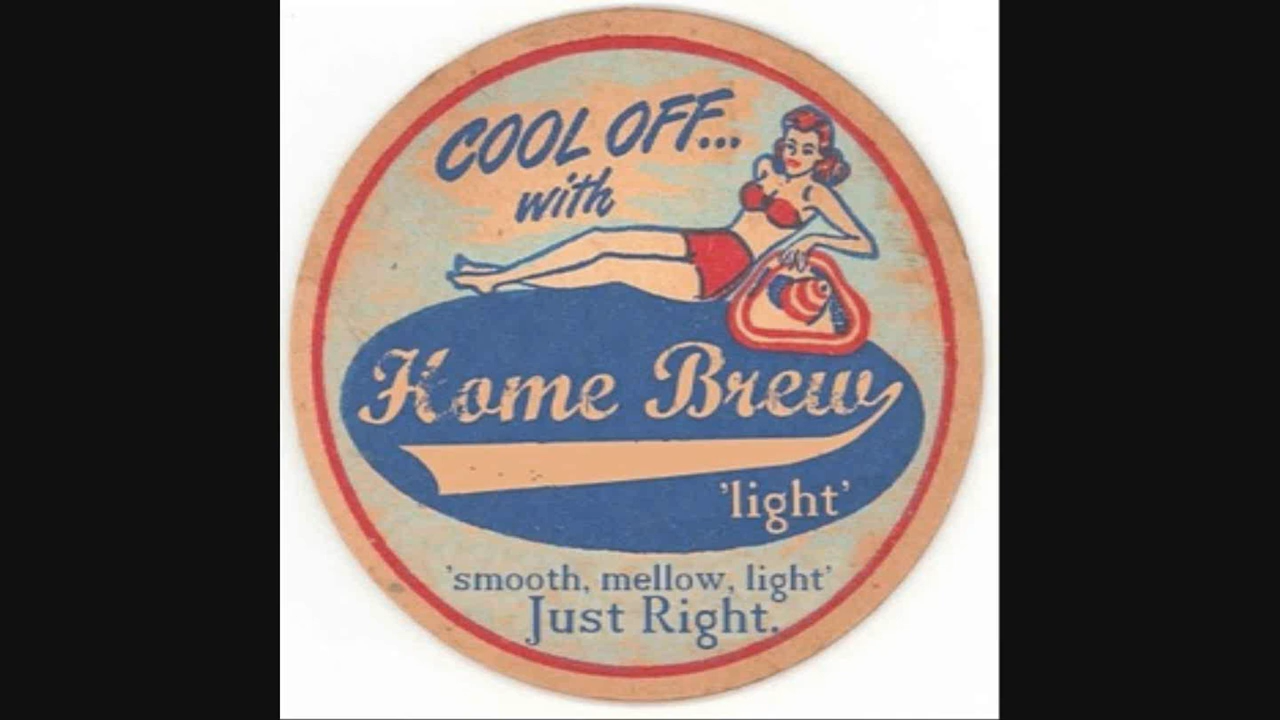 COOL OFF...
with
Home Brew
'light'
'smooth, mellow, light'
Just Right.